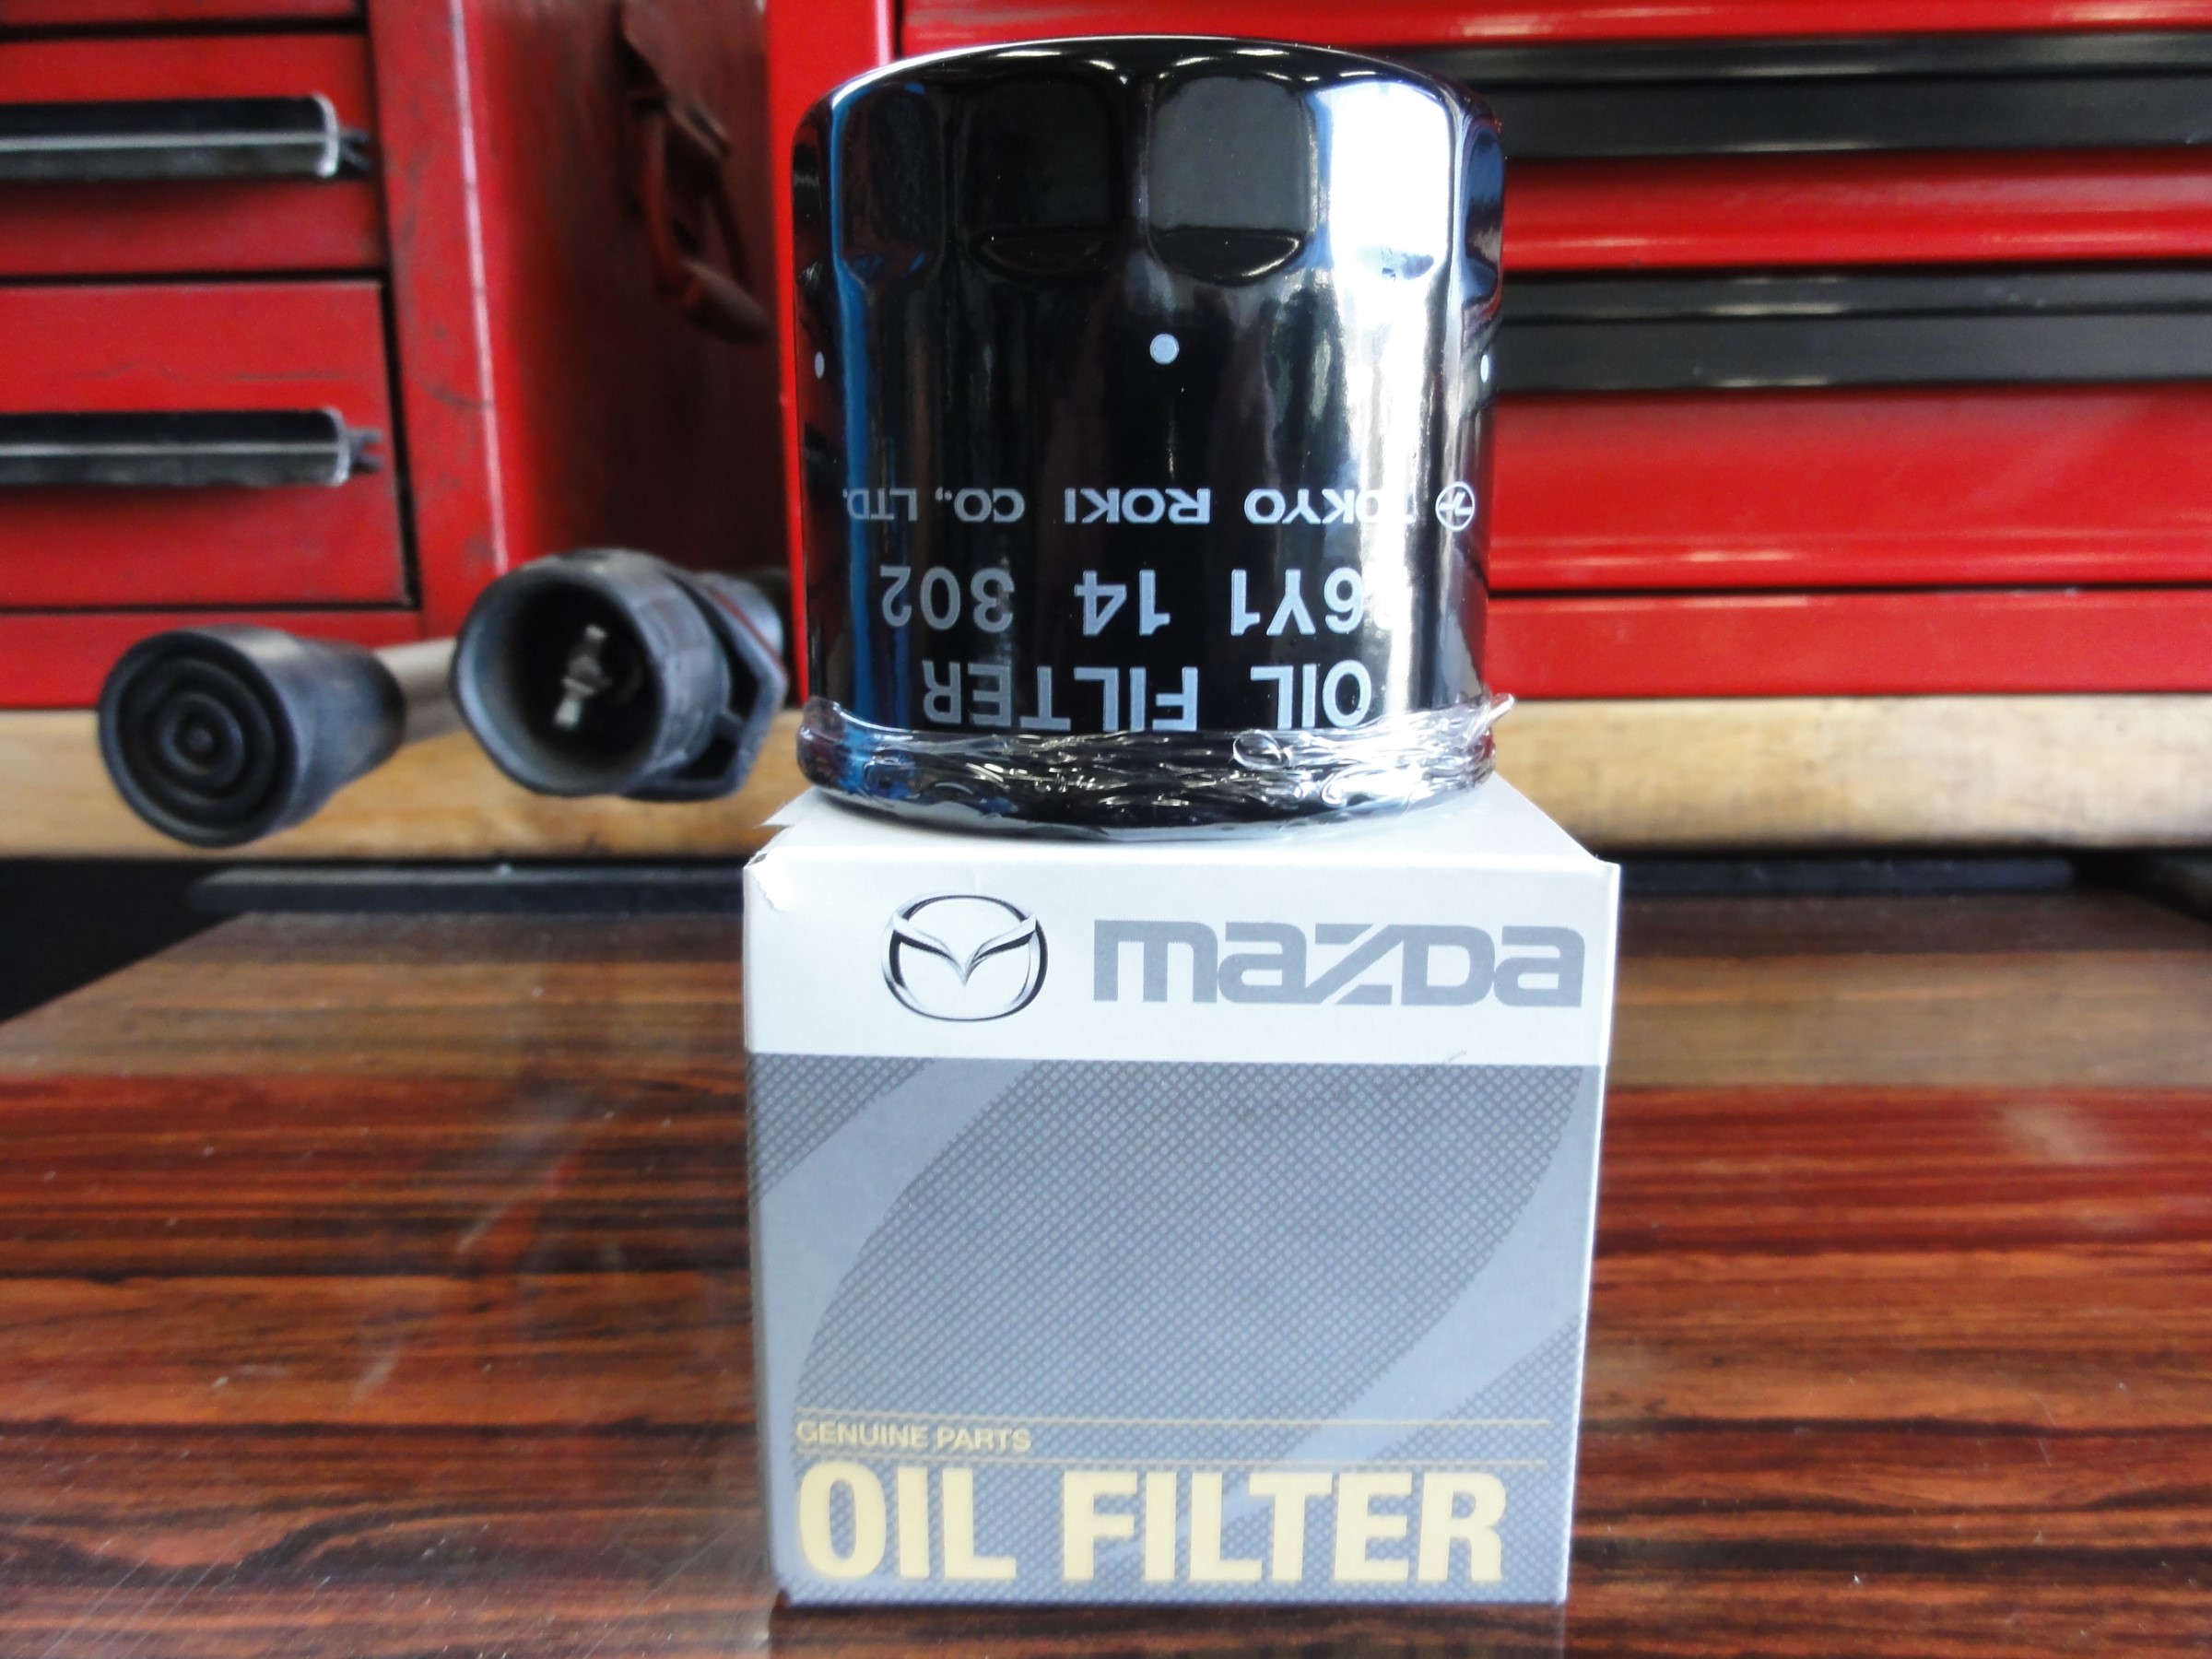 TOKYO ROKI CO., LTD.
6Y1 14 302
OIL FILTER
mazda
GENUINE PARTS
OIL FILTER